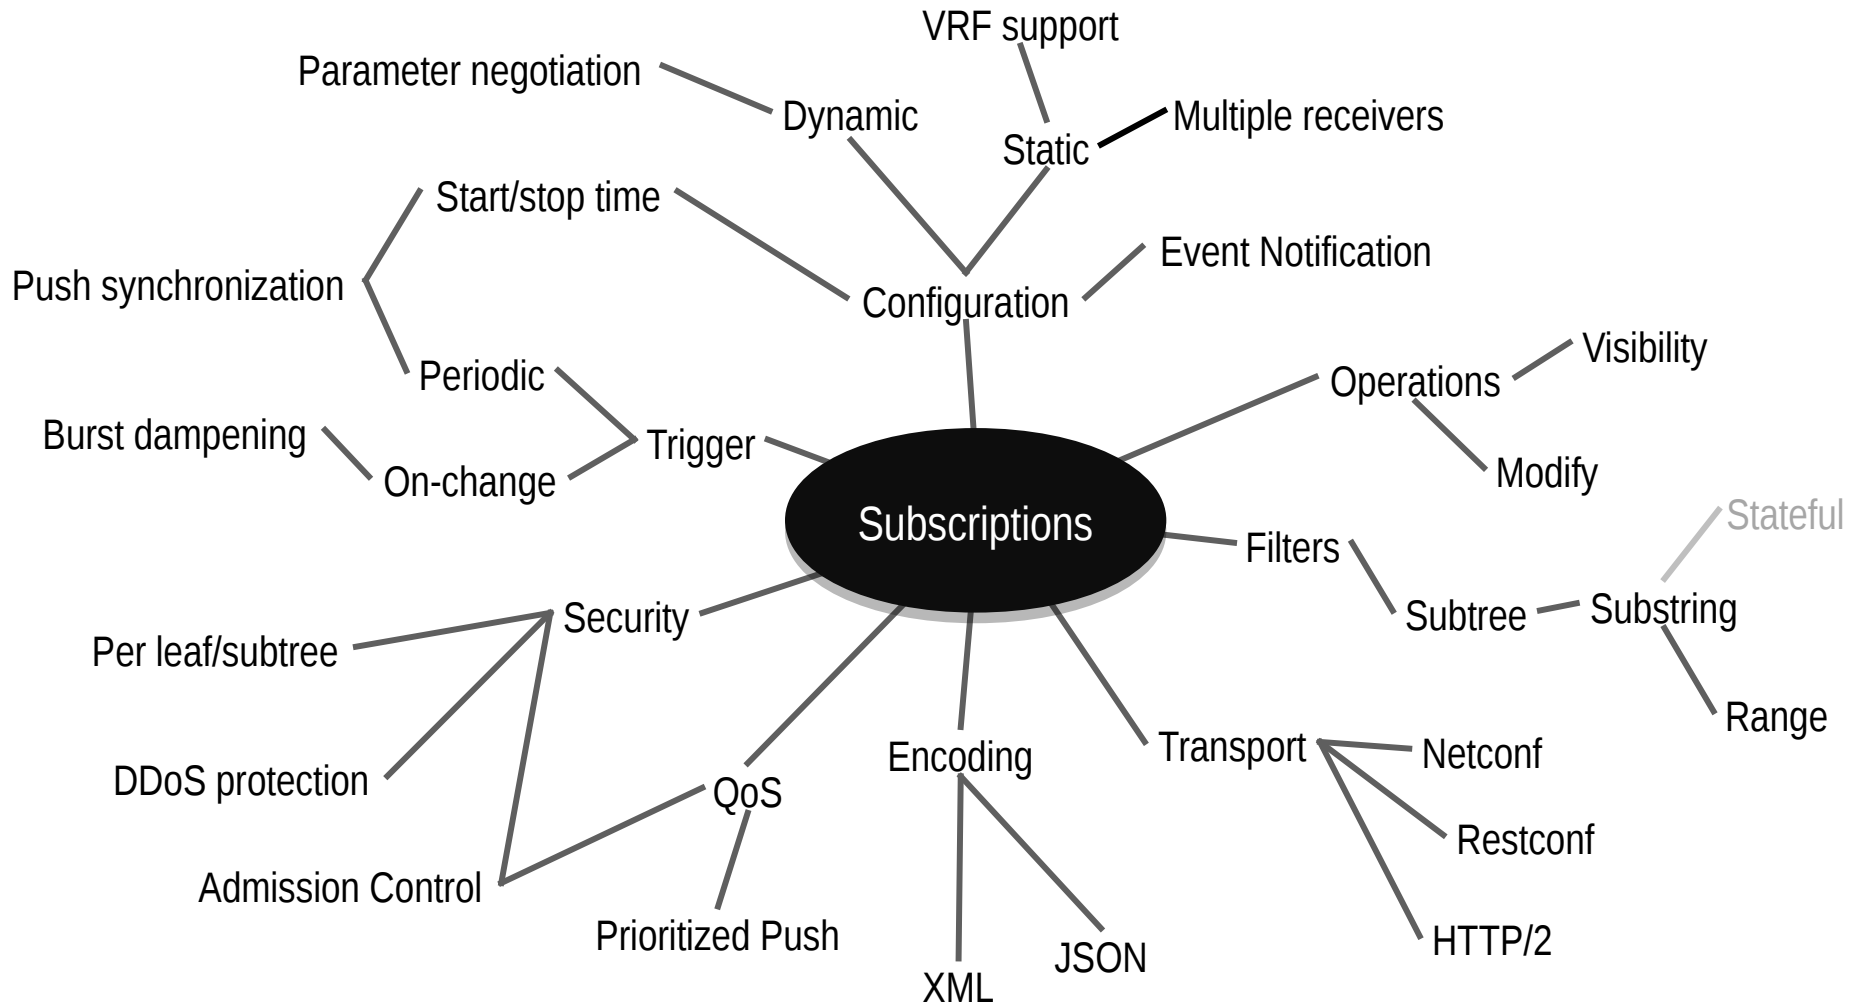 VRF support
Parameter negotiation
Dynamic
Multiple receivers
Static
Start/stop time
Event Notification
Push synchronization
Configuration
Visibility
Periodic
Operations
Burst dampening
Trigger
On-change
Modify
Stateful
Subscriptions
Filters
Security
Subtree
Substring
Per leaf/subtree
Range
Transport
Netconf
Encoding
DDoS protection
QoS
Restconf
Admission Control
Prioritized Push
HTTP/2
JSON
XML